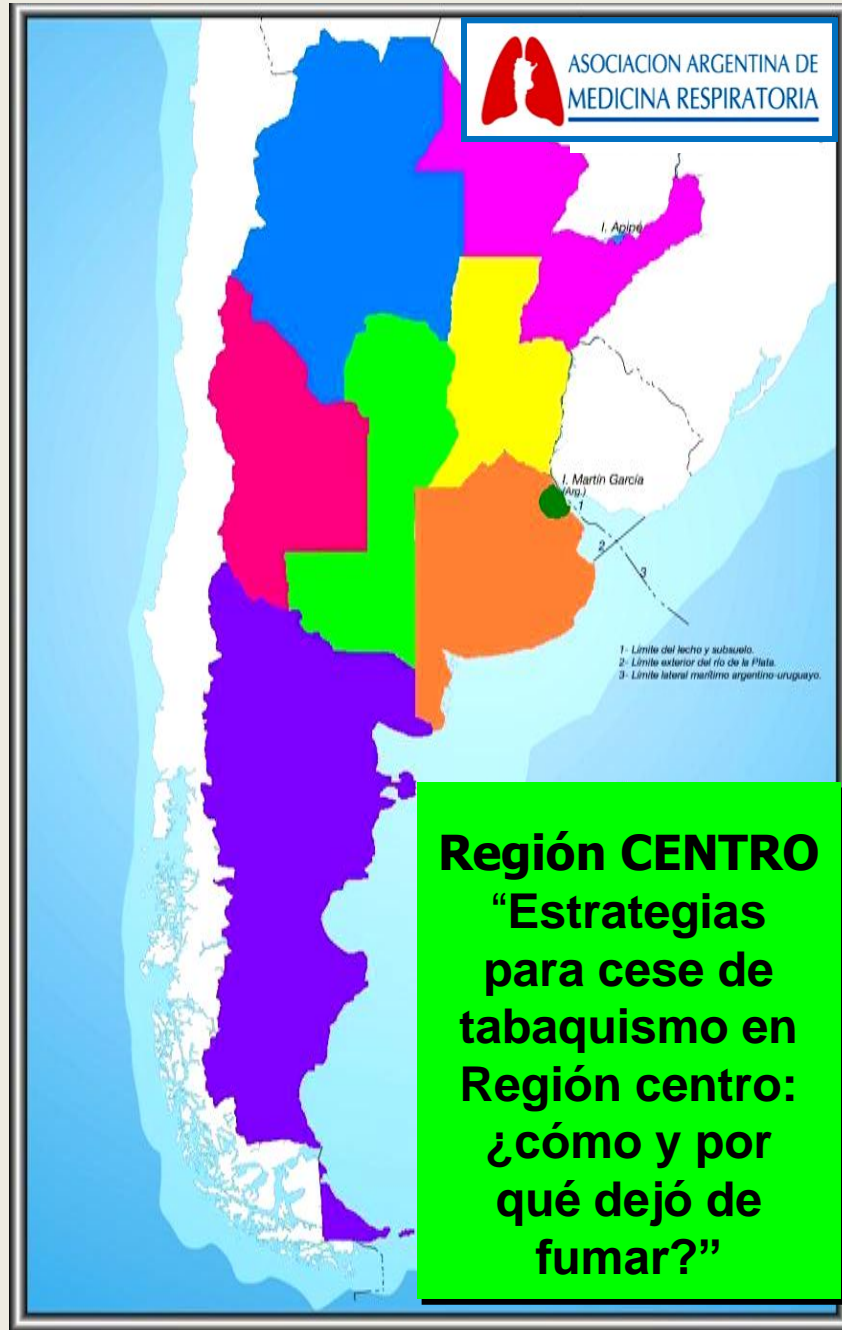 ASOCIACION ARGENTINA DE
MEDICINA RESPIRATORIA
I. Apipé
I. Martín García
(Arg.)
1
2
3
1- Límite del lecho y subsuelo.
2- Límite exterior del río de la Plata.
3- Límite lateral marítimo argentino-uruguayo.
Región CENTRO
“Estrategias
para cese de
tabaquismo en
Región centro:
¿cómo y por
qué dejó de
fumar?”